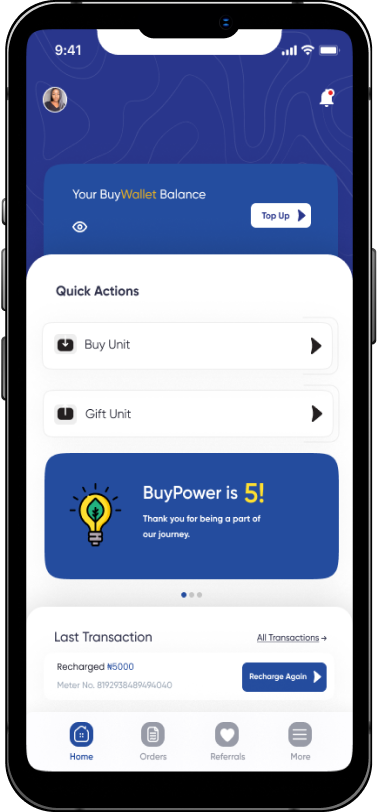 9:41
Your BuyWallet Balance
Top Up
Quick Actions
Buy Unit
Gift Unit
BuyPower is 5!
Thank you for being a part of
our journey.
Last Transaction
All Transactions →
Recharged ₦5000
Recharge Again
Meter No. 8192938489494040
Home
Orders
Referrals
More